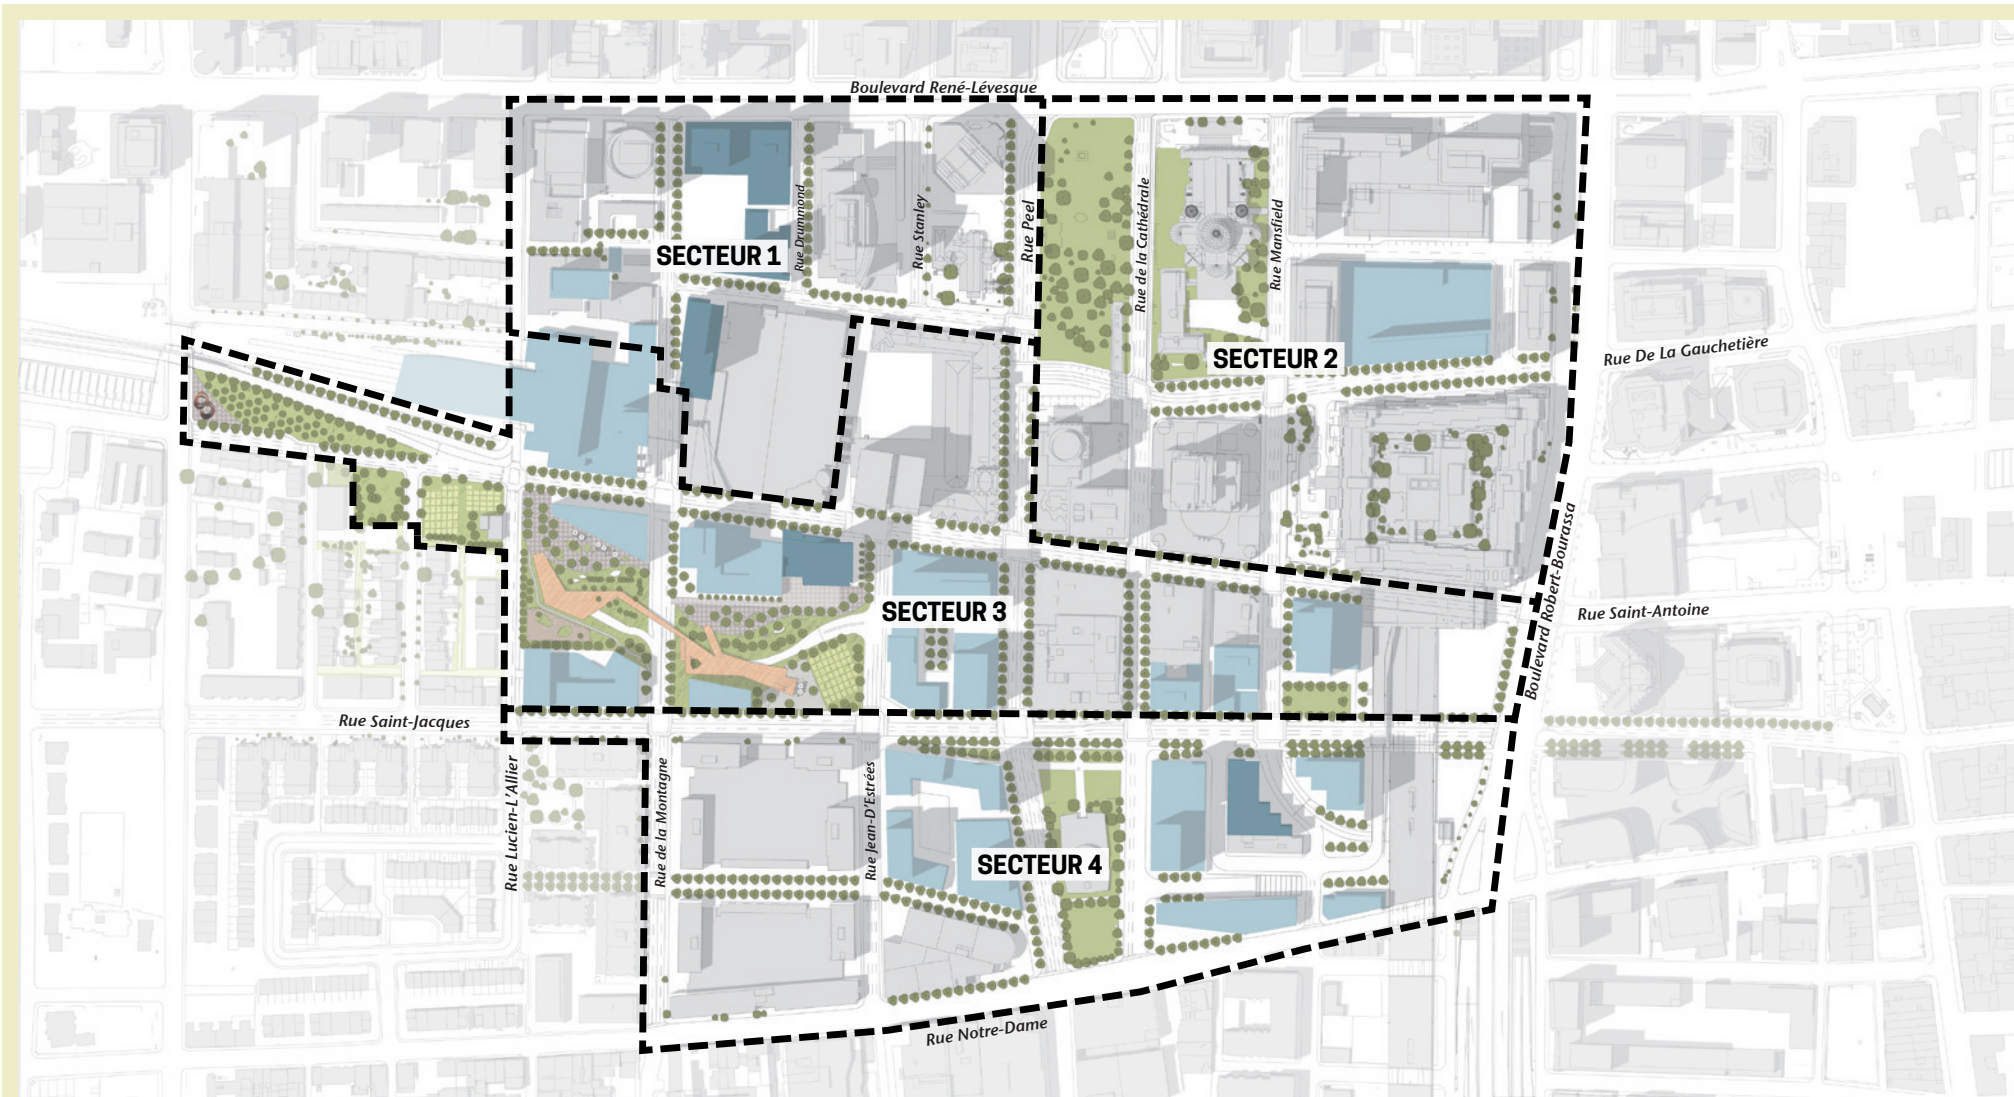 Boulevard René-Lévesque
Rue Drummond
Rue Stanley
Rue Peel
Rue de la Cathédrale
Rue Mansfield
SECTEUR 1
SECTEUR 2
Rue De La Gauchetière
Boulevard Robert-Bourassa
SECTEUR 3
Rue Saint-Antoine
Rue Saint-Jacques
Rue Lucien-L'Allier
Rue de la Montagne
Rue Jean-D'Estrées
SECTEUR 4
Rue Notre-Dame